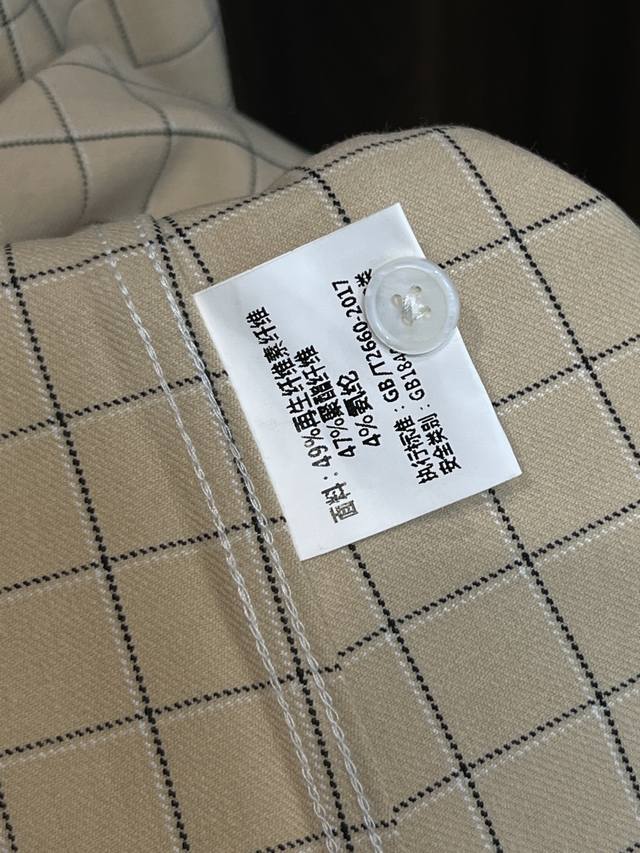 面料：49%再生纤维素纤维
47%聚酯纤维
4%氨纶
执行标准：GB/T2660-2017
安全类别：GB184